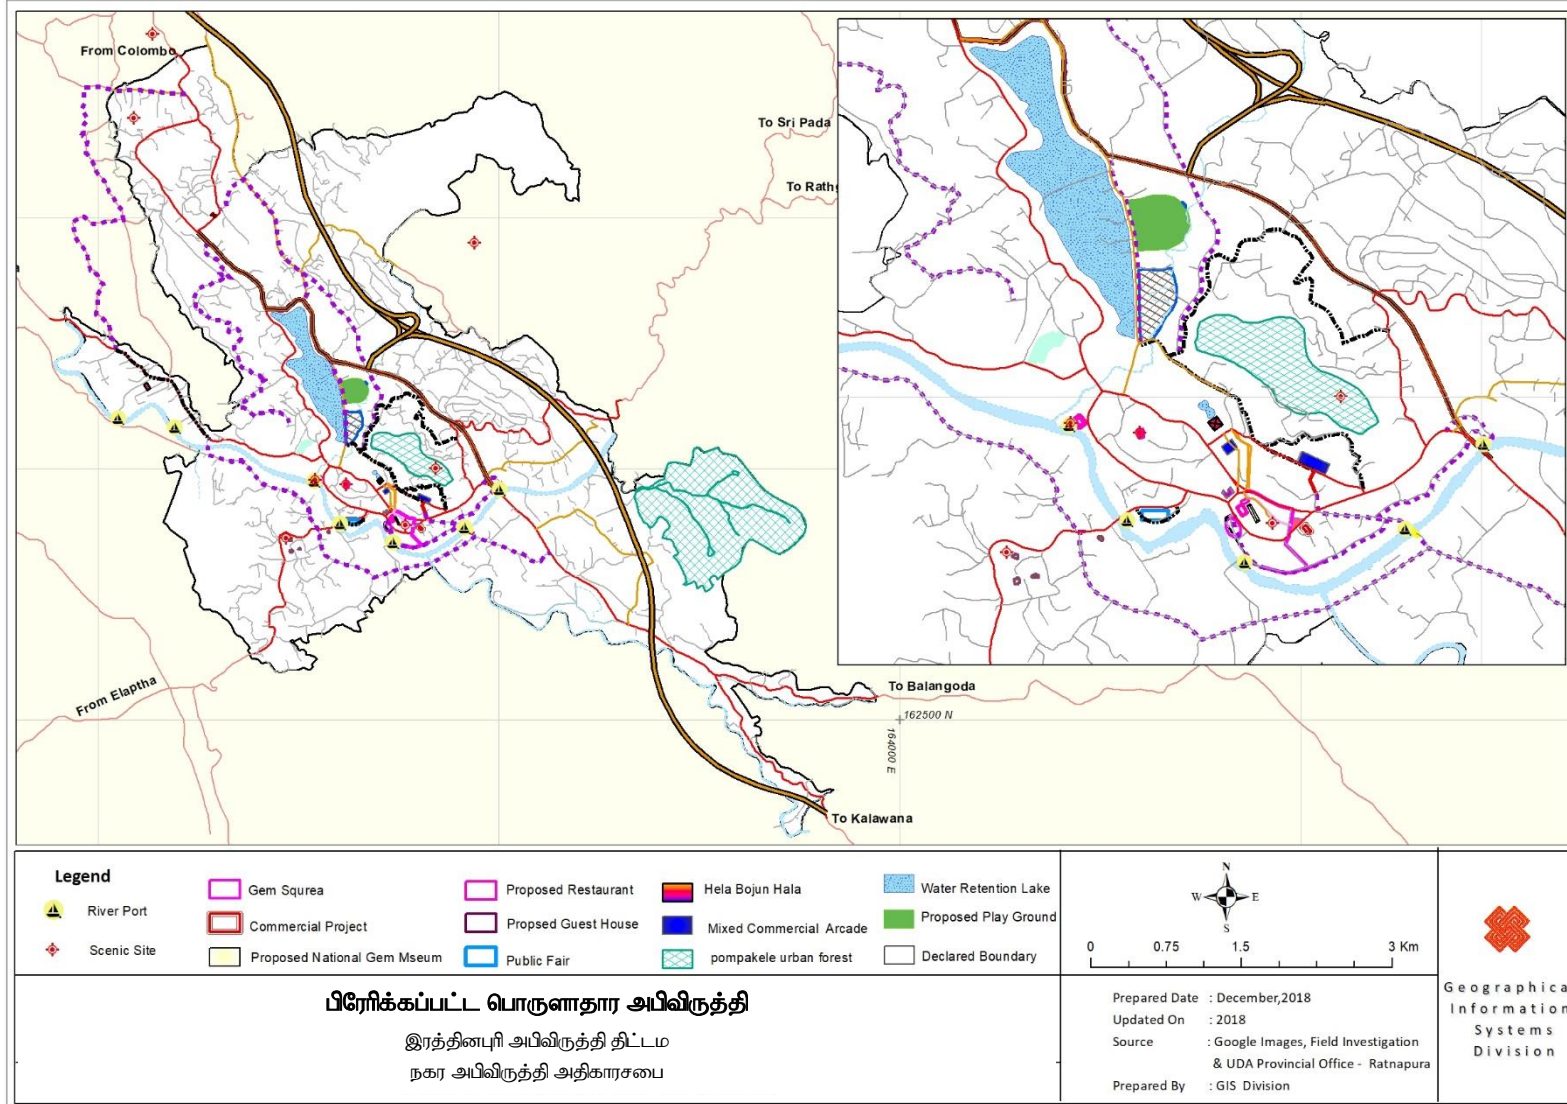 From Colombo
To Sri Pada
To Rathg
From Elaptha
To Balangoda
162500 N
164000 E
To Kalawana
Legend
River Port
Scenic Site
Gem Squrea
Commercial Project
Proposed National Gem Mseum
Proposed Restaurant
Propsed Guest House
Public Fair
Hela Bojun Hala
Mixed Commercial Arcade
pompakele urban forest
Water Retention Lake
Proposed Play Ground
Declared Boundary
N
W E
S
0 0.75 1.5 3 Km
பிரேரிக்கப்பட்ட பொருளாதார அபிவிருத்தி
இரத்தினபுரி அபிவிருத்தி திட்டம
நகர அபிவிருத்தி அதிகாரசபை
Prepared Date : December,2018
Updated On : 2018
Source : Google Images, Field Investigation
& UDA Provincial Office - Ratnapura
Prepared By : GIS Division
Geographica
Information
Systems
Division